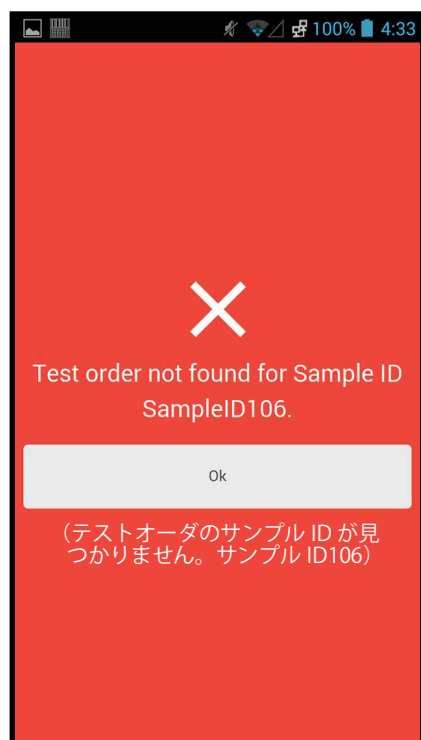 100% 4:33
Test order not found for Sample ID
SampleID106.
Ok
（テストオーダのサンプル ID が見
つかりません。サンプル ID106）